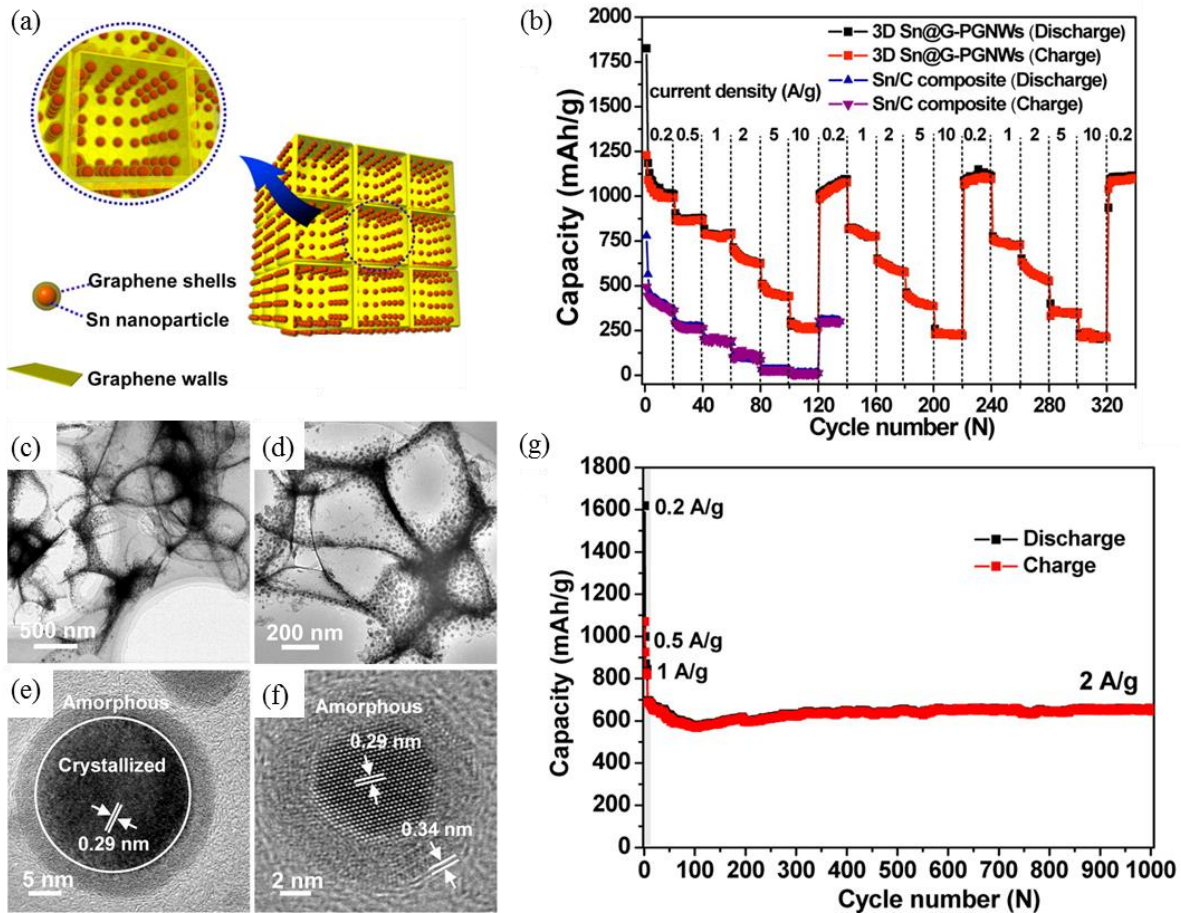 (a)
Graphene shells
Sn nanoparticle
Graphene walls
(b)
2000
1750
1500
1250
1000
750
500
250
0
Capacity (mAh/g)
3D Sn@G-PGNWs (Discharge)
3D Sn@G-PGNWs (Charge)
Sn/C composite (Discharge)
Sn/C composite (Charge)
current density (A/g)
0.2 0.5 1 2 5 10 0.2 1 2 5 10 0.2 1 2 5 10 0.2
0 40 80 120 160 200 240 280 320
Cycle number (N)
(c)
500 nm
(d)
200 nm
(e)
Amorphous
Crystallized
0.29 nm
5 nm
(f)
Amorphous
0.29 nm
0.34 nm
2 nm
(g)
1800
1600
1400
1200
1000
800
600
400
200
0
Capacity (mAh/g)
0.2 A/g
0.5 A/g
1 A/g
Discharge
Charge
2 A/g
0 100 200 300 400 500 600 700 800 900 1000
Cycle number (N)